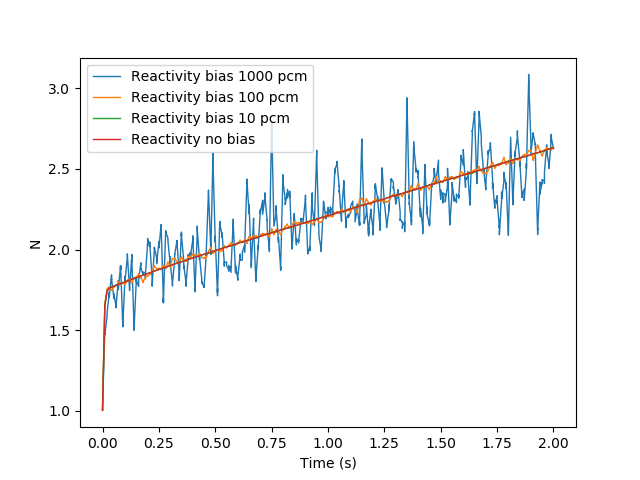 Reactivity bias 1000 pcm
Reactivity bias 100 pcm
Reactivity bias 10 pcm
Reactivity no bias
3.0
2.5
2.0
1.5
1.0
N
0.00 0.25 0.50 0.75 1.00 1.25 1.50 1.75 2.00
Time (s)